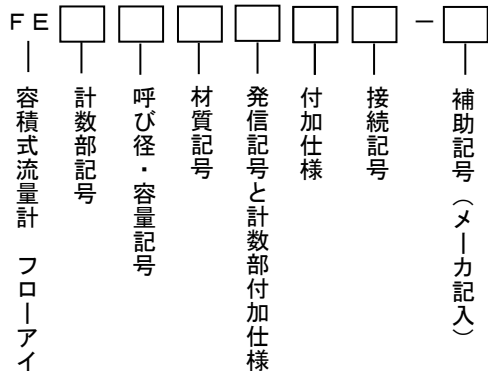 ＦＥ －
容積式流量計　フローアイ
計数部記号
呼び径・容量記号
材質記号
発信記号と計数部付加仕様
付加仕様
接続記号
補助記号（メーカ記入）